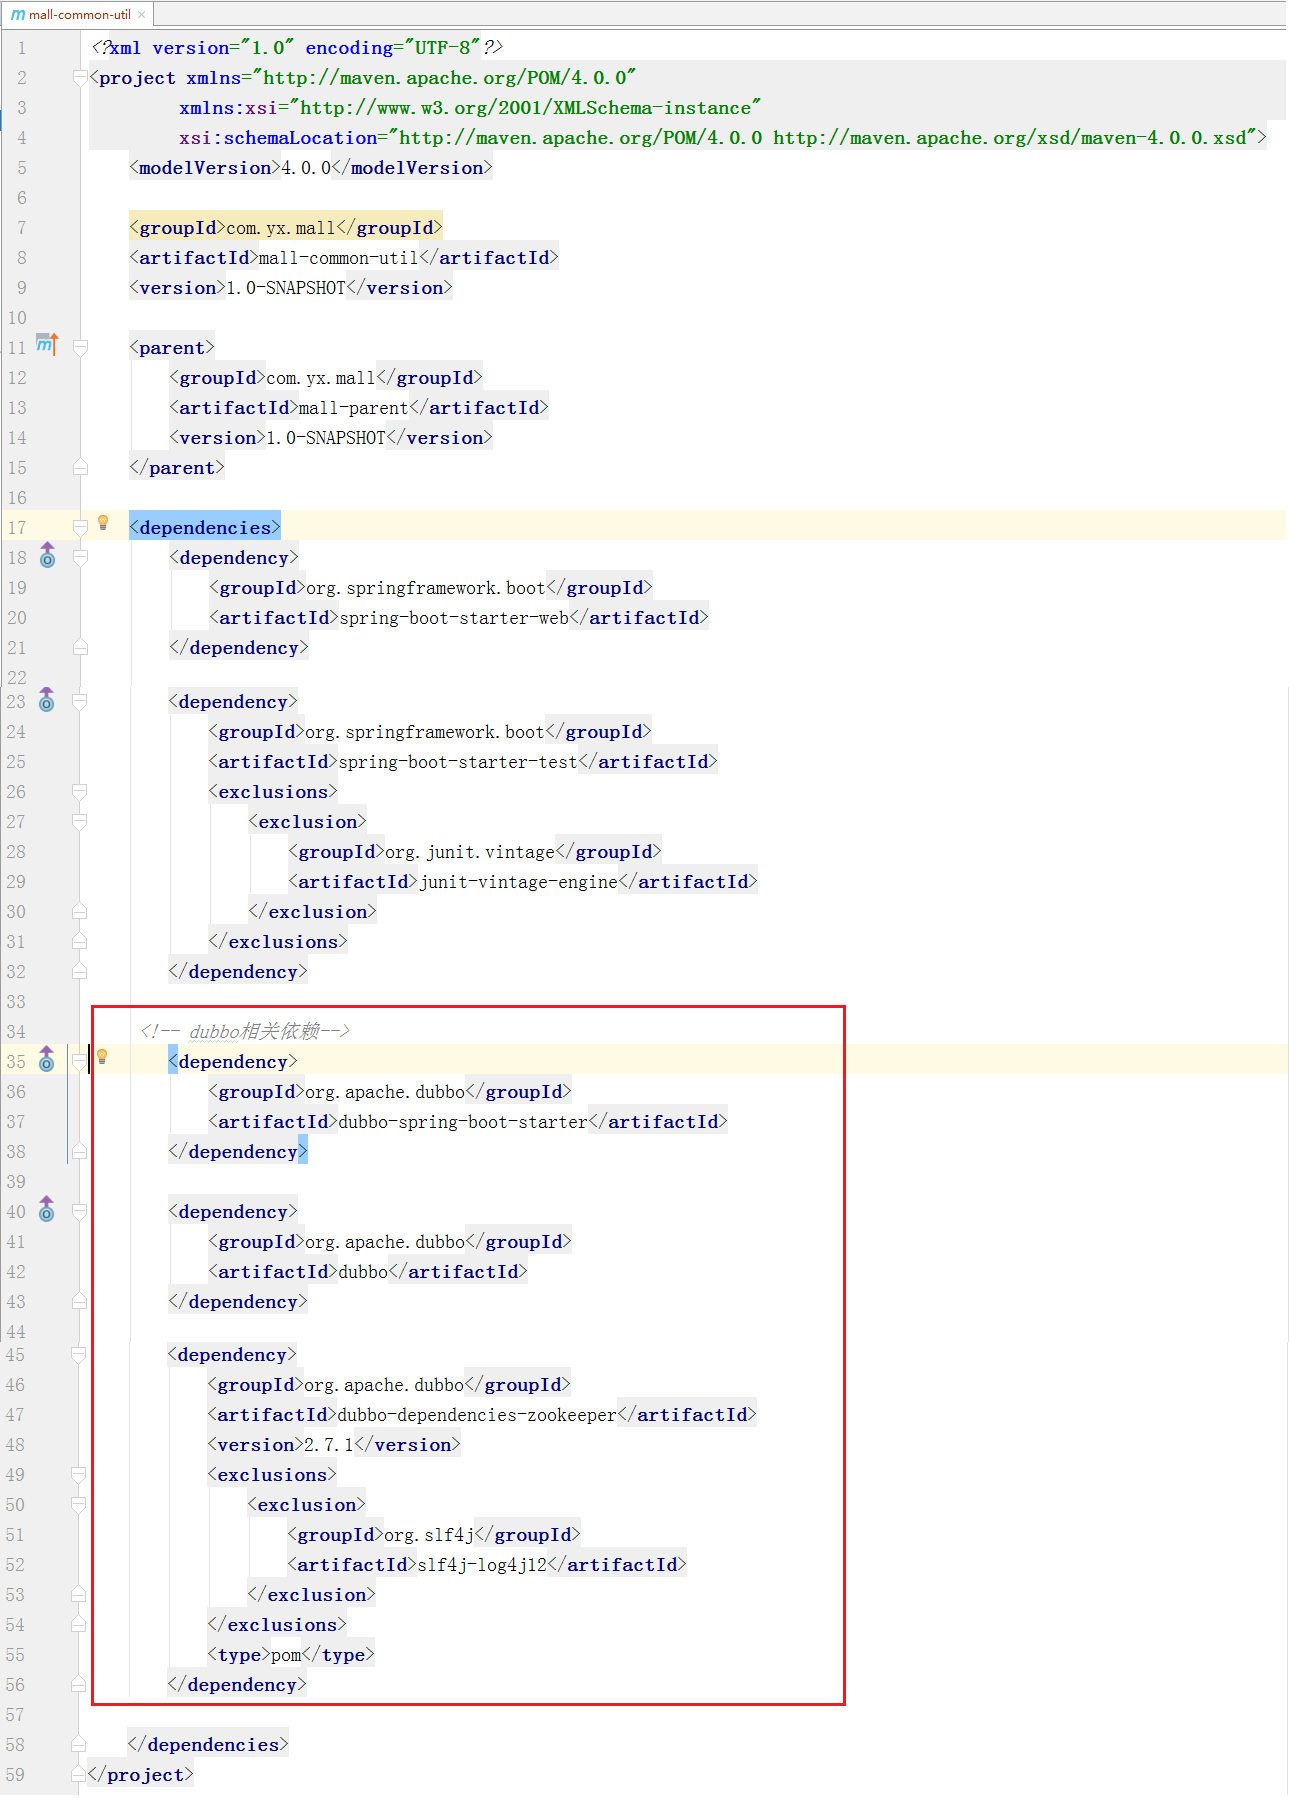 mall-common-util
1 <?xml version="1.0" encoding="UTF-8"?>
2 <project xmlns="http://maven.apache.org/POM/4.0.0"
3 xmlns:xsi="http://www.w3.org/2001/XMLSchema-instance"
4 xsi:schemaLocation="http://maven.apache.org/POM/4.0.0 http://maven.apache.org/xsd/maven-4.0.0.xsd">
5 <modelVersion>4.0.0</modelVersion>
6
7 <groupId>com.yx.mall</groupId>
8 <artifactId>mall-common-util</artifactId>
9 <version>1.0-SNAPSHOT</version>
10
11 <parent>
12 <groupId>com.yx.mall</groupId>
13 <artifactId>mall-parent</artifactId>
14 <version>1.0-SNAPSHOT</version>
15 </parent>
16
17 <dependencies>
18 <dependency>
19 <groupId>org.springframework.boot</groupId>
20 <artifactId>spring-boot-starter-web</artifactId>
21 </dependency>
22
23 <dependency>
24 <groupId>org.springframework.boot</groupId>
25 <artifactId>spring-boot-starter-test</artifactId>
26 <exclusions>
27 <exclusion>
28 <groupId>org.junit.vintage</groupId>
29 <artifactId>junit-vintage-engine</artifactId>
30 </exclusion>
31 </exclusions>
32 </dependency>
33
34 <!-- dubbo相关依赖-->
35 <dependency>
36 <groupId>org.apache.dubbo</groupId>
37 <artifactId>dubbo-spring-boot-starter</artifactId>
38 </dependency>
39
40 <dependency>
41 <groupId>org.apache.dubbo</groupId>
42 <artifactId>dubbo</artifactId>
43 </dependency>
44
45 <dependency>
46 <groupId>org.apache.dubbo</groupId>
47 <artifactId>dubbo-dependencies-zookeeper</artifactId>
48 <version>2.7.1</version>
49 <exclusions>
50 <exclusion>
51 <groupId>org.slf4j</groupId>
52 <artifactId>slf4j-log4j12</artifactId>
53 </exclusion>
54 </exclusions>
55 <type>pom</type>
56 </dependency>
57
58 </dependencies>
59 </project>